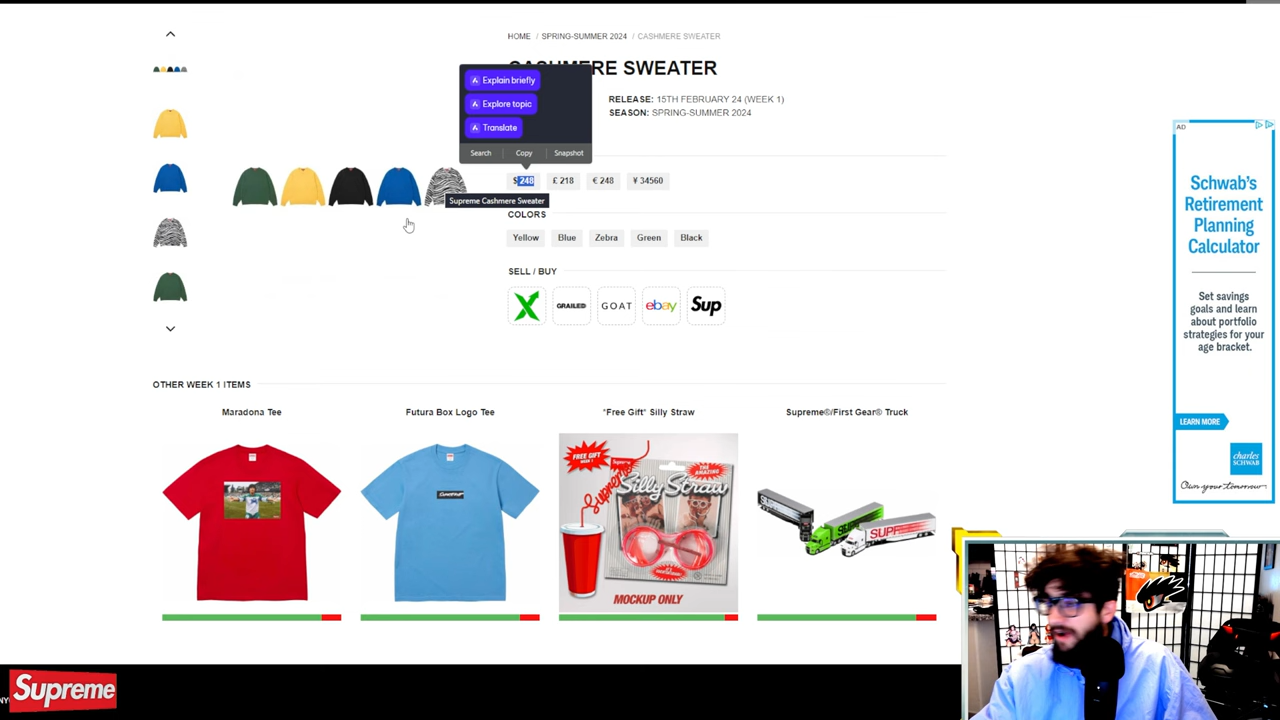 HOME / SPRING-SUMMER 2024 / CASHMERE SWEATER
CASHMERE SWEATER
RELEASE: 15TH FEBRUARY 24 (WEEK 1)
SEASON: SPRING-SUMMER 2024
Explain briefly
Explore topic
Translate
Search Copy Snapshot
$ 248 £ 218 € 248 ¥ 34560
Supreme Cashmere Sweater
COLORS
Yellow Blue Zebra Green Black
SELL / BUY
GRAILED GOAT ebay Sup
OTHER WEEK 1 ITEMS
Maradona Tee
Futura Box Logo Tee
*Free Gift* Silly Straw
Supreme®/First Gear® Truck
FREE GIFT
THE AMAZING
Supreme
Silly Straw
MOCKUP ONLY
AD
Schwab's
Retirement
Planning
Calculator
Set savings
goals and learn
about portfolio
strategies for your
age bracket.
LEARN MORE
charles
SCHWAB
Own your tomorrow
Supreme